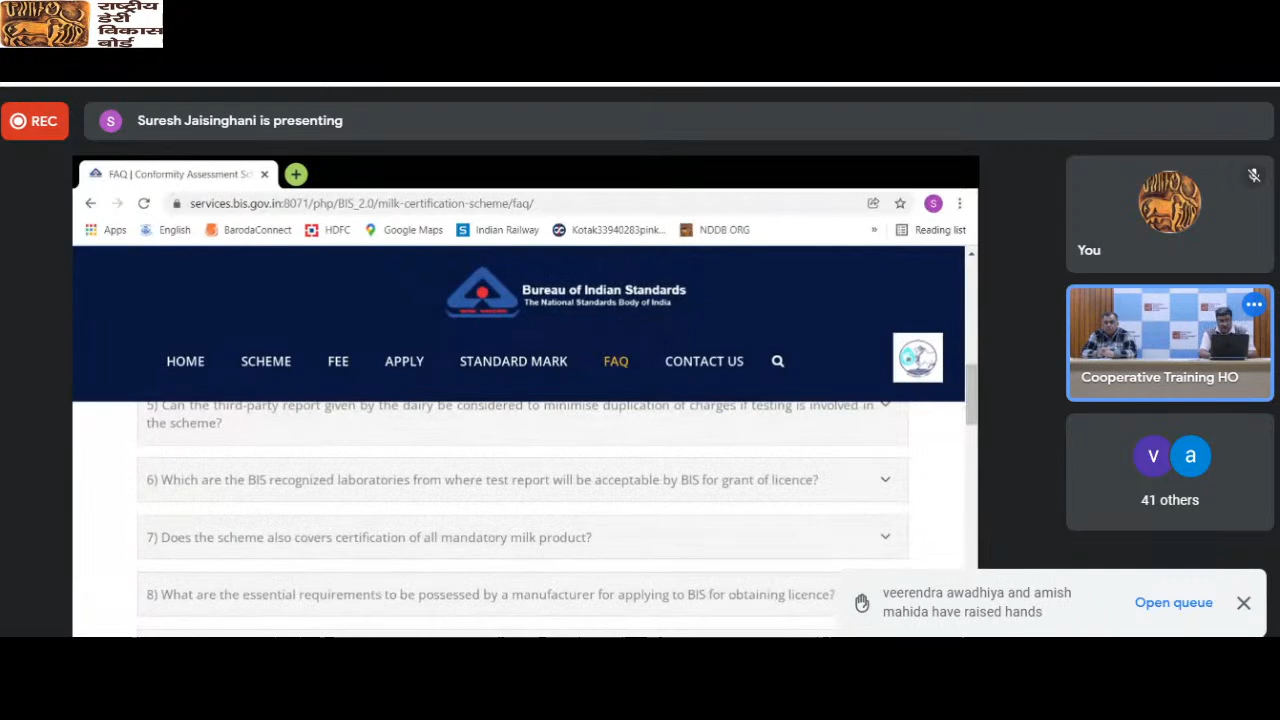 राष्ट्रीय
डेरी
विकास
बोर्ड
REC
S
Suresh Jaisinghani is presenting
FAQ | Conformity Assessment Sc
services.bis.gov.in:8071/php/BIS_2.0/milk-certification-scheme/faq/
S
Apps
English
BarodaConnect
HDFC
Google Maps
S
Indian Railway
Kotak33940283pink...
NDDB ORG
»
Reading list
Bureau of Indian Standards
The National Standards Body of India
HOME
SCHEME
FEE
APPLY
STANDARD MARK
FAQ
CONTACT US
5) Can the third-party report given by the dairy be considered to minimise duplication of charges if testing is involved in
the scheme?
6) Which are the BIS recognized laboratories from where test report will be acceptable by BIS for grant of licence?
7) Does the scheme also covers certification of all mandatory milk product?
8) What are the essential requirements to be possessed by a manufacturer for applying to BIS for obtaining licence?
You
Cooperative Training HO
v
a
41 others
veerendra awadhiya and amish
mahida have raised hands
Open queue